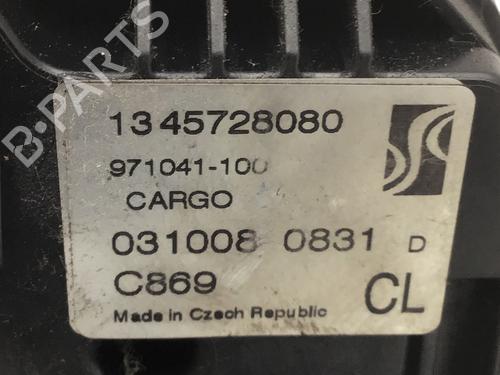 B-PARTS
1345728080
971041-100
CARGO
031008 0831 D
C869
CL
Made in Czech Republic